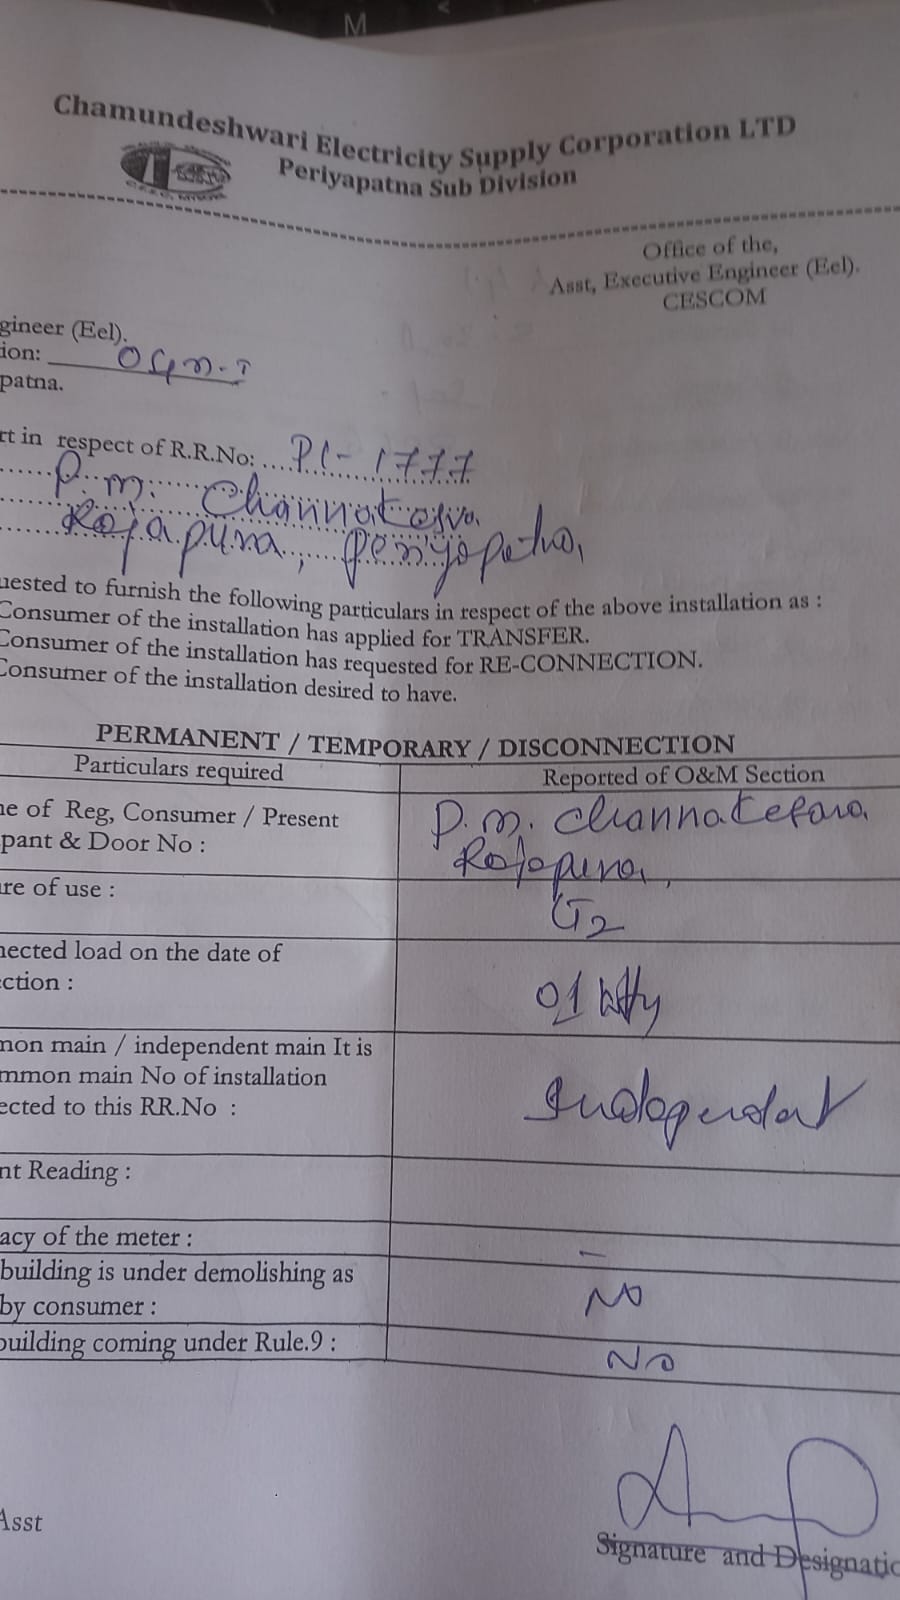 M
Chamundeshwari Electricity Supply Corporation LTD
Periyapatna Sub Division
Office of the,
Asst, Executive Engineer (Eel).
CESCOM
gineer (Eel).
ion:
patna.
rt in respect of R.R.No: PL-1777
P.M. Channakesva
Rajapura, Periyapatna,
uested to furnish the following particulars in respect of the above installation as :
Consumer of the installation has applied for TRANSFER.
Consumer of the installation has requested for RE-CONNECTION.
Consumer of the installation desired to have.
PERMANENT / TEMPORARY / DISCONNECTION
Particulars required Reported of O&M Section
ne of Reg, Consumer / Present P.M. Channakesava
pant & Door No : Rajapura,
ure of use :
nected load on the date of
ction : 01
mon main / independent main It is
mmon main No of installation Independent
ected to this RR.No :
nt Reading :
acy of the meter : –
building is under demolishing as NO
by consumer :
building coming under Rule.9 : NO
Asst
Signature and Designatio